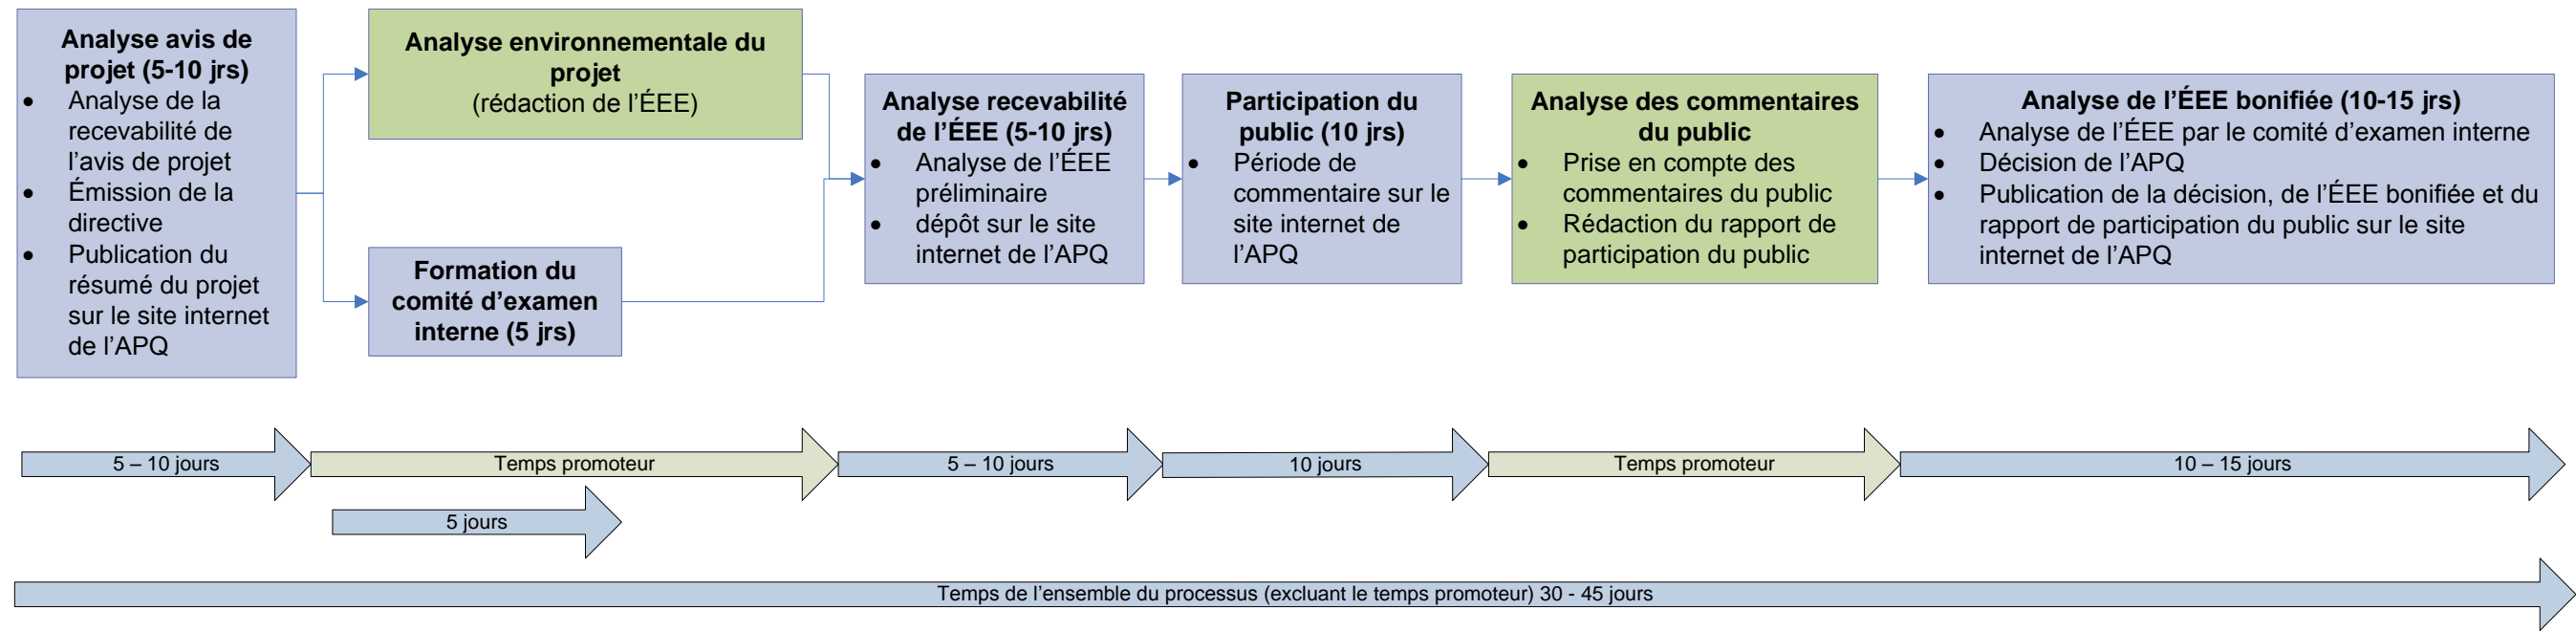 Analyse avis de
projet (5-10 jrs)
• Analyse de la
recevabilité de
l’avis de projet
• Émission de la
directive
• Publication du
résumé du projet
sur le site internet
de l’APQ
Analyse environnementale du
projet
(rédaction de l’ÉEE)
Formation du
comité d’examen
interne (5 jrs)
Analyse recevabilité
de l’ÉEE (5-10 jrs)
• Analyse de l’ÉEE
préliminaire
• dépôt sur le site
internet de l’APQ
Participation du
public (10 jrs)
• Période de
commentaire sur le
site internet de
l’APQ
Analyse des commentaires
du public
• Prise en compte des
commentaires du public
• Rédaction du rapport de
participation du public
Analyse de l’ÉEE bonifiée (10-15 jrs)
• Analyse de l’ÉEE par le comité d’examen interne
• Décision de l’APQ
• Publication de la décision, de l’ÉEE bonifiée et du
rapport de participation du public sur le site
internet de l’APQ
5 – 10 jours
Temps promoteur
5 – 10 jours
10 jours
Temps promoteur
10 – 15 jours
5 jours
Temps de l’ensemble du processus (excluant le temps promoteur) 30 - 45 jours